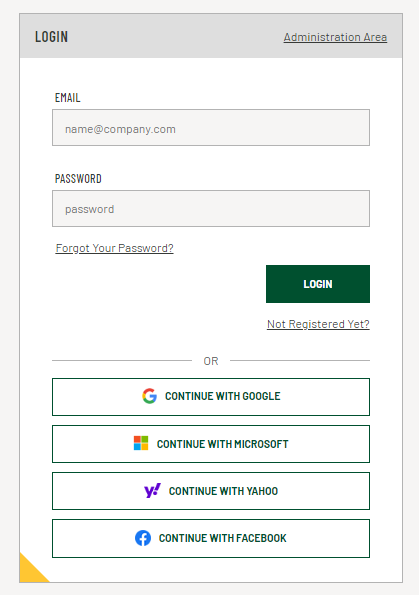 LOGIN
Administration Area
EMAIL
name@company.com
PASSWORD
password
Forgot Your Password?
LOGIN
Not Registered Yet?
OR
CONTINUE WITH GOOGLE
CONTINUE WITH MICROSOFT
CONTINUE WITH YAHOO
CONTINUE WITH FACEBOOK